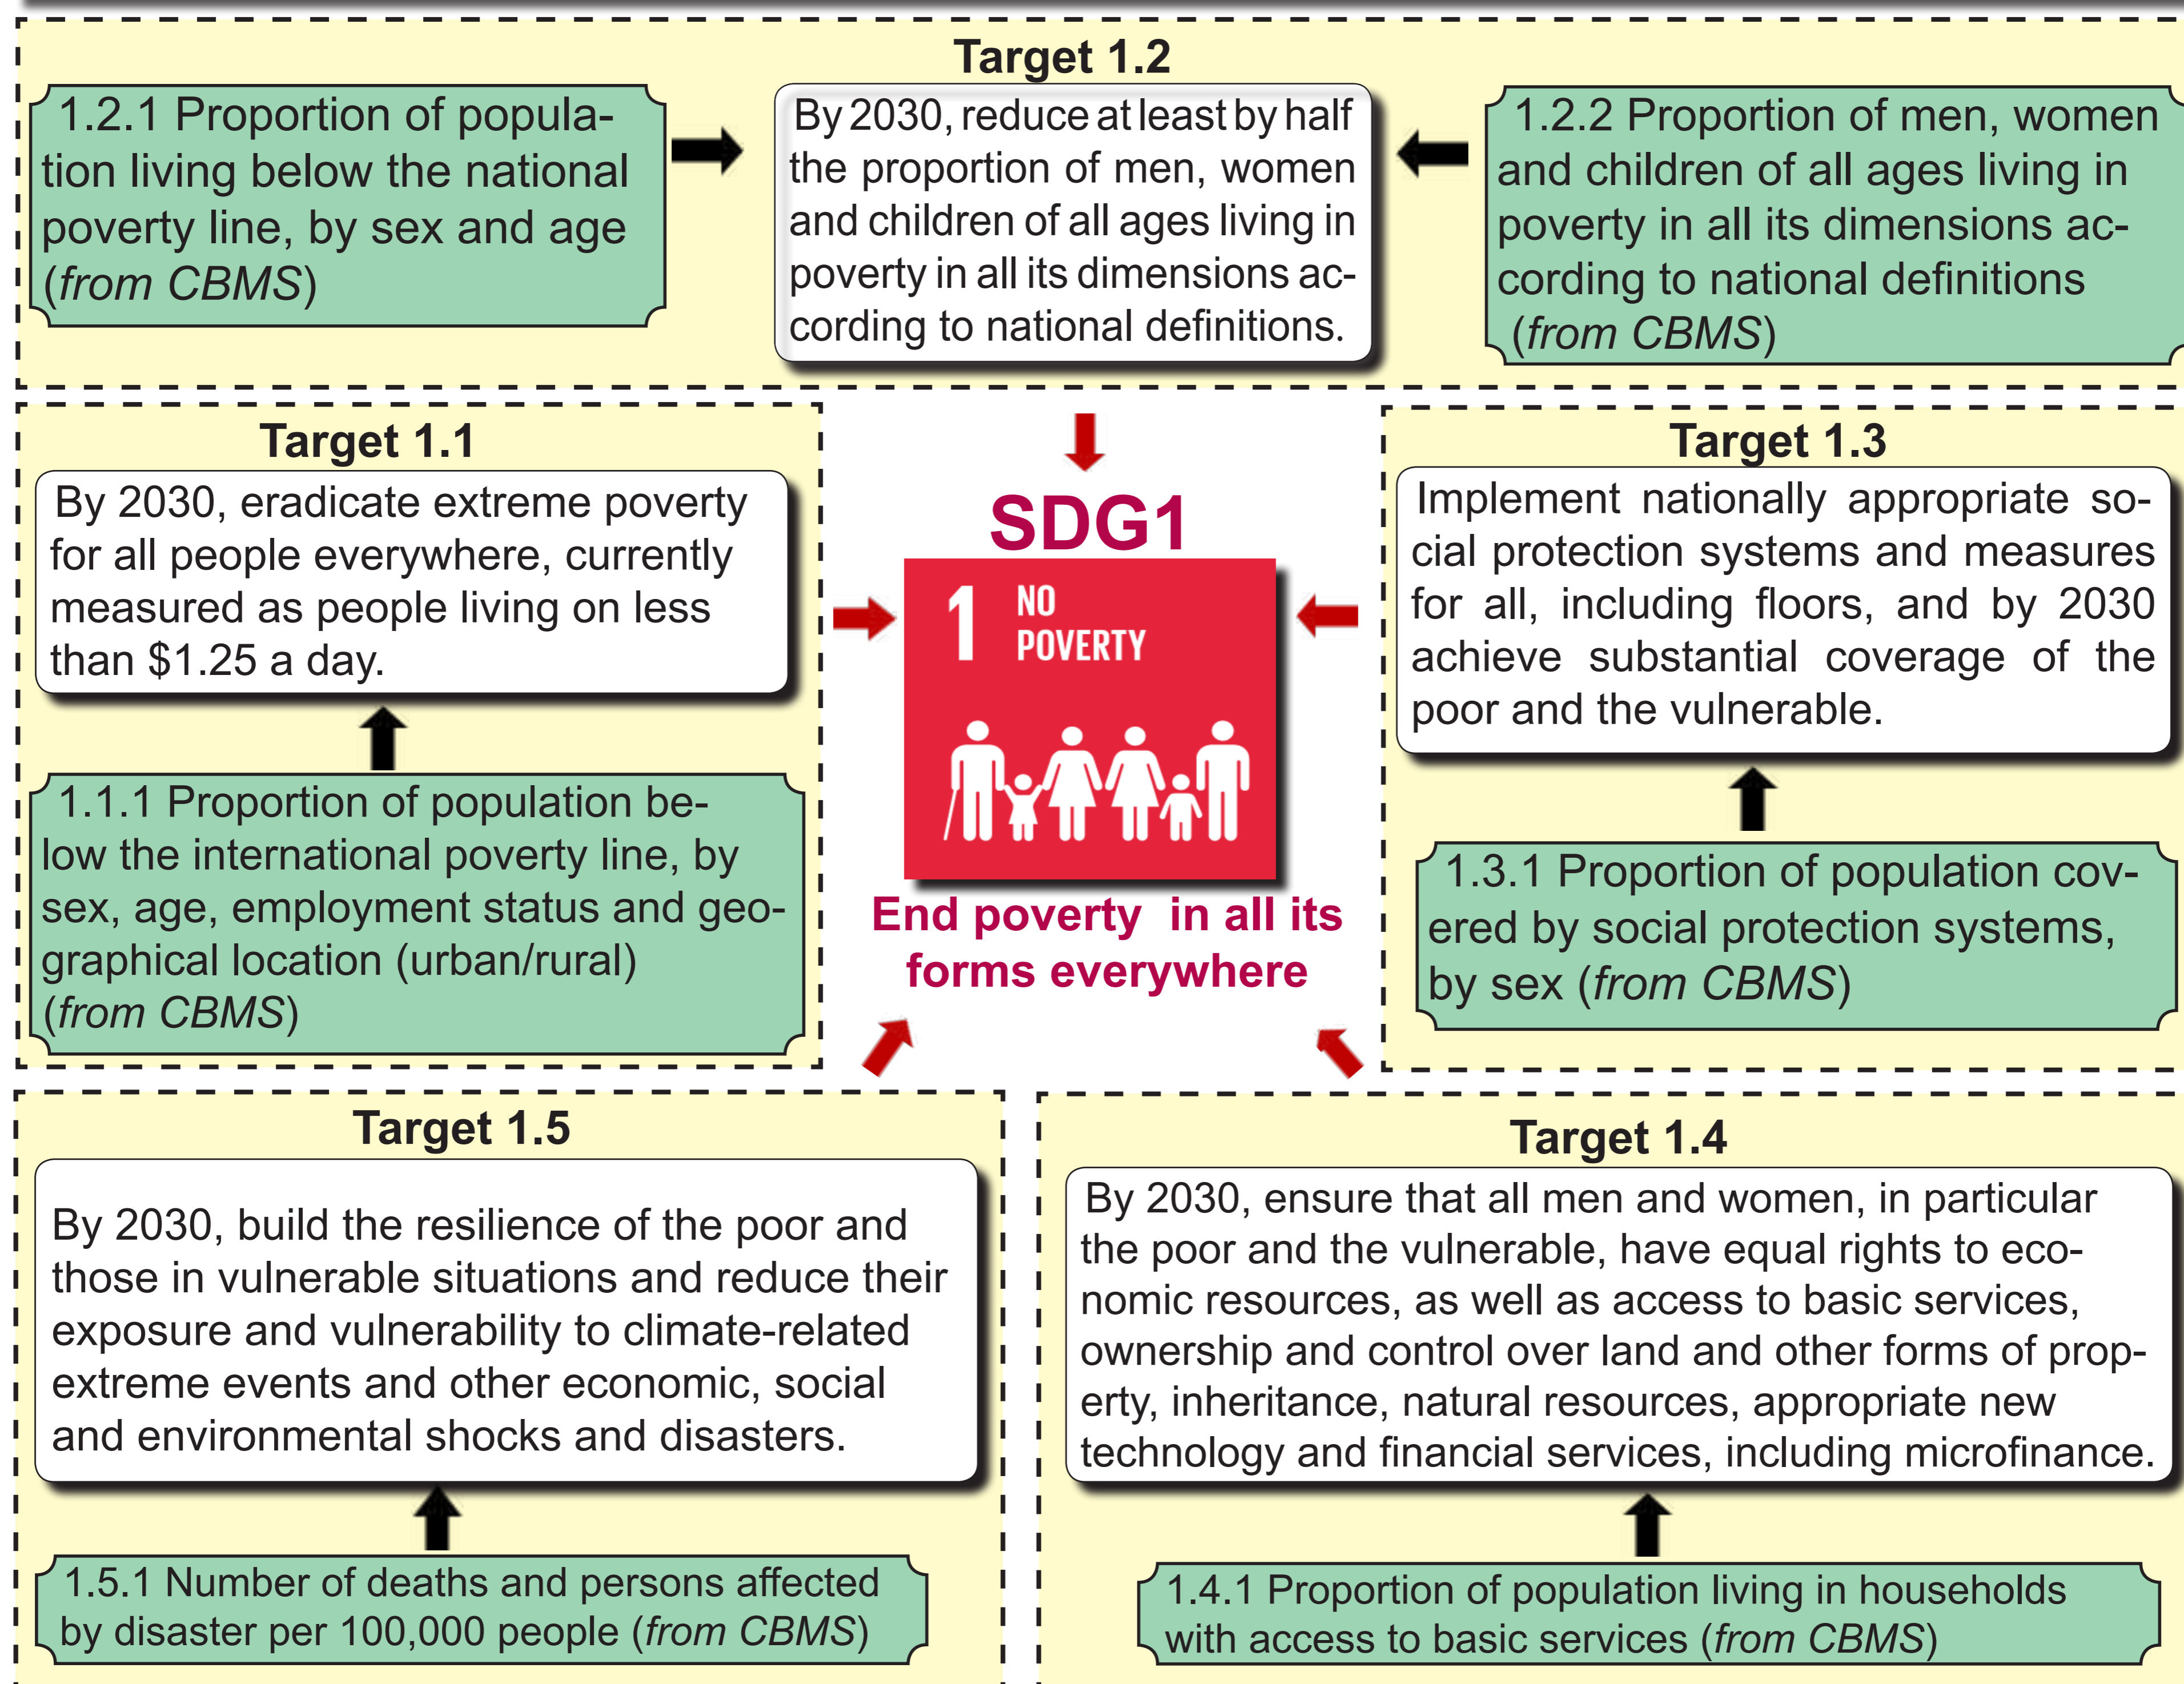 Target 1.2
1.2.1 Proportion of popula-
tion living below the national
poverty line, by sex and age
(from CBMS)
By 2030, reduce at least by half
the proportion of men, women
and children of all ages living in
poverty in all its dimensions ac-
cording to national definitions.
1.2.2 Proportion of men, women
and children of all ages living in
poverty in all its dimensions ac-
cording to national definitions
(from CBMS)
Target 1.1
By 2030, eradicate extreme poverty
for all people everywhere, currently
measured as people living on less
than $1.25 a day.
1.1.1 Proportion of population be-
low the international poverty line, by
sex, age, employment status and geo-
graphical location (urban/rural)
(from CBMS)
SDG1
1 NO
POVERTY
End poverty in all its
forms everywhere
Target 1.3
Implement nationally appropriate so-
cial protection systems and measures
for all, including floors, and by 2030
achieve substantial coverage of the
poor and the vulnerable.
1.3.1 Proportion of population cov-
ered by social protection systems,
by sex (from CBMS)
Target 1.5
By 2030, build the resilience of the poor and
those in vulnerable situations and reduce their
exposure and vulnerability to climate-related
extreme events and other economic, social
and environmental shocks and disasters.
1.5.1 Number of deaths and persons affected
by disaster per 100,000 people (from CBMS)
Target 1.4
By 2030, ensure that all men and women, in particular
the poor and the vulnerable, have equal rights to eco-
nomic resources, as well as access to basic services,
ownership and control over land and other forms of prop-
erty, inheritance, natural resources, appropriate new
technology and financial services, including microfinance.
1.4.1 Proportion of population living in households
with access to basic services (from CBMS)